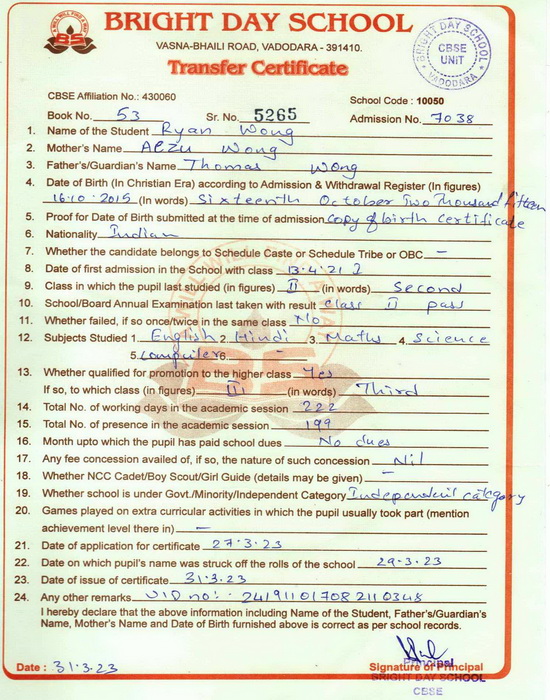 BRIGHT DAY SCHOOL
VASNA-BHAILI ROAD, VADODARA - 391410.
Transfer Certificate
BRIGHT DAY SCHOOL
CBSE
UNIT
VADODARA
CBSE Affiliation No.: 430060
School Code : 10050
Book No. 53 Sr. No. 5265 Admission No. 7038
1. Name of the Student Ryan Wong
2. Mother's Name Wong
3. Father's/Guardian's Name Thomas Wong
4. Date of Birth (In Christian Era) according to Admission & Withdrawal Register (In figures)
16.10.2015 (In words) Sixteenth October Two Thousand fifteen
5. Proof for Date of Birth submitted at the time of admission copy of birth certificate
6. Nationality Indian
7. Whether the candidate belongs to Schedule Caste or Schedule Tribe or OBC. —
8. Date of first admission in the School with class 13.4.21
9. Class in which the pupil last studied (in figures) II (in words) Second
10. School/Board Annual Examination last taken with result class II pass
11. Whether failed, if so once/twice in the same class No
12. Subjects Studied 1. English 2. Hindi 3. Maths 4. Science
5. computer 6. —
13. Whether qualified for promotion to the higher class Yes
If so, to which class (in figures) III (in words) Third
14. Total No. of working days in the academic session 222
15. Total No. of presence in the academic session 199
16. Month upto which the pupil has paid school dues No dues
17. Any fee concession availed of, if so, the nature of such concession Nil
18. Whether NCC Cadet/Boy Scout/Girl Guide (details may be given) —
19. Whether school is under Govt./Minority/Independent Category Independent category
20. Games played on extra curricular activities in which the pupil usually took part (mention
achievement level there in) —
21. Date of application for certificate 27.3.23
22. Date on which pupil's name was struck off the rolls of the school 29.3.23
23. Date of issue of certificate 31.3.23
24. Any other remarks UID no:- 2419110170821 10348
I hereby declare that the above information including Name of the Student, Father's/Guardian's
Name, Mother's Name and Date of Birth furnished above is correct as per school records.
Date : 31.3.23
Signature of Principal
Principal
BRIGHT DAY SCHOOL
CBSE